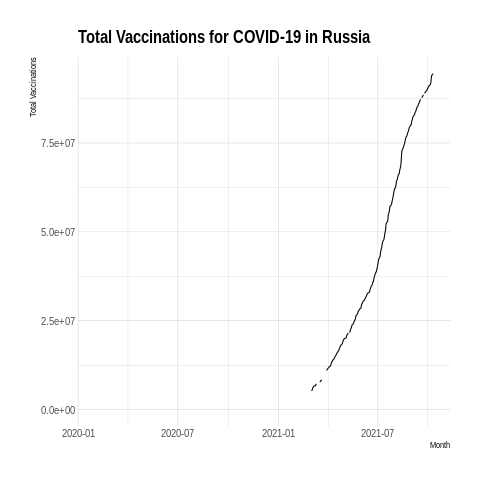 Total Vaccinations for COVID-19 in Russia
Total Vaccinations
7.5e+07
5.0e+07
2.5e+07
0.0e+00
2020-01 2020-07 2021-01 2021-07
Month